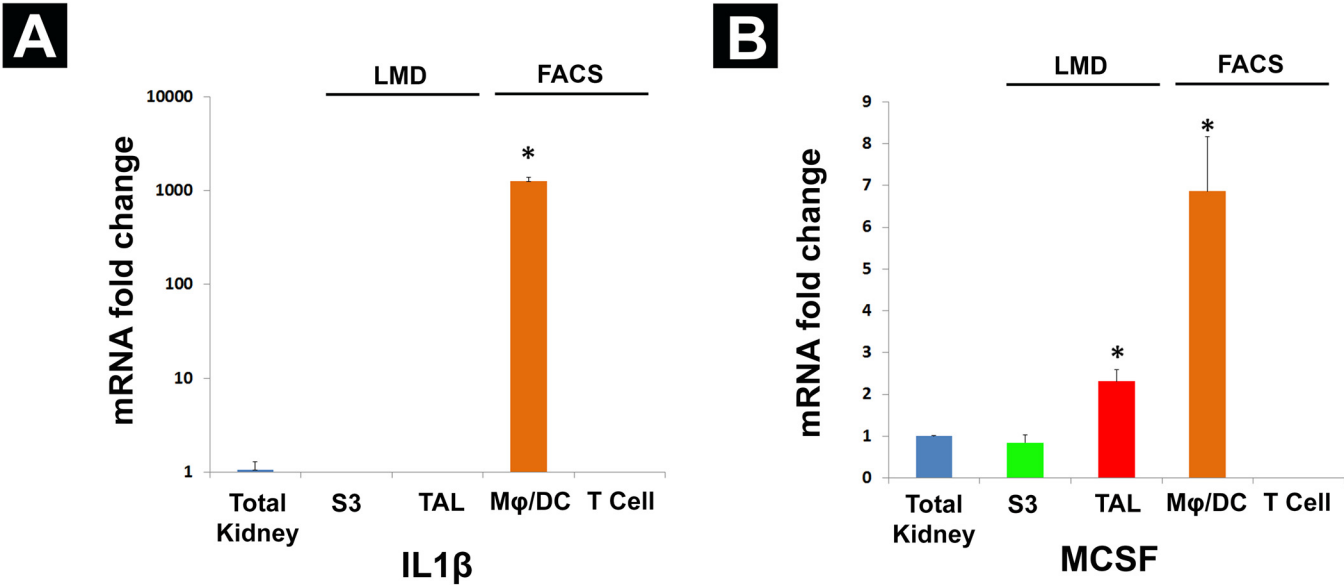 A
LMD
FACS
10000
1000
100
10
1
mRNA fold change
*
Total
Kidney
S3
TAL
Mφ/DC
T Cell
IL1β
B
LMD
FACS
9
8
7
6
5
4
3
2
1
0
mRNA fold change
*
*
Total
Kidney
S3
TAL
Mφ/DC
T Cell
MCSF